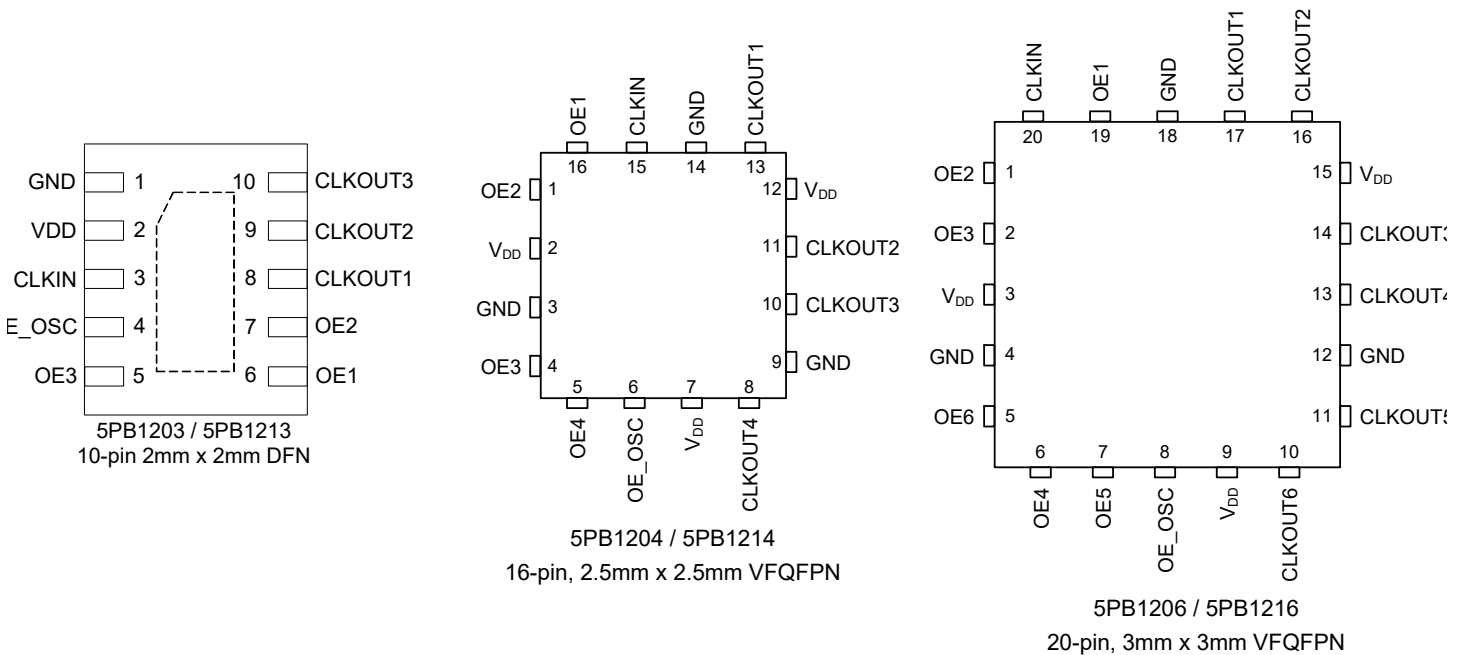 GND 1 10 CLKOUT3
VDD 2 9 CLKOUT2
CLKIN 3 8 CLKOUT1
E_OSC 4 7 OE2
OE3 5 6 OE1
5PB1203 / 5PB1213
10-pin 2mm x 2mm DFN
OE1 CLKIN GND CLKOUT1
16 15 14 13
OE2 1 12 VDD
VDD 2 11 CLKOUT2
GND 3 10 CLKOUT3
OE3 4 9 GND
5 6 7 8
OE4 OE_OSC VDD CLKOUT4
5PB1204 / 5PB1214
16-pin, 2.5mm x 2.5mm VFQFPN
CLKIN OE1 GND CLKOUT1 CLKOUT2
20 19 18 17 16
OE2 1 15 VDD
OE3 2 14 CLKOUT3
VDD 3 13 CLKOUT4
GND 4 12 GND
OE6 5 11 CLKOUT5
6 7 8 9 10
OE4 OE5 OE_OSC VDD CLKOUT6
5PB1206 / 5PB1216
20-pin, 3mm x 3mm VFQFPN